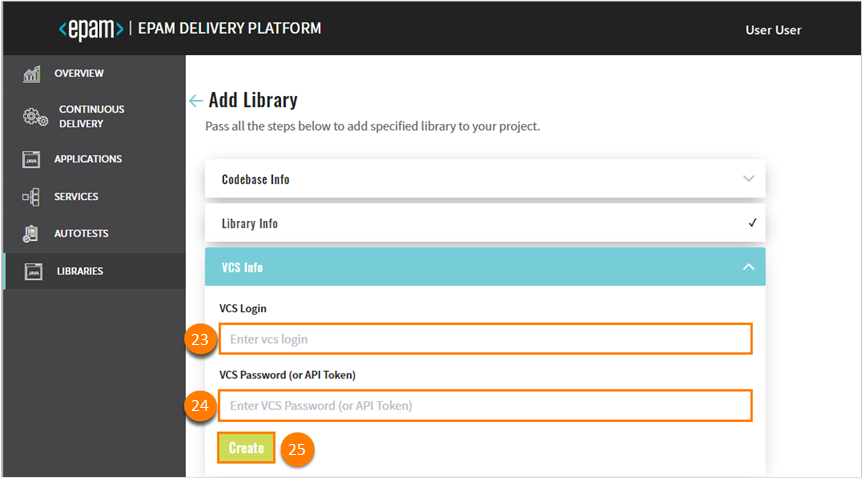 <epam> | EPAM DELIVERY PLATFORM
User User
OVERVIEW
CONTINUOUS
DELIVERY
JAVA APPLICATIONS
SERVICES
AUTOTESTS
JAVA LIBRARIES
Add Library
Pass all the steps below to add specified library to your project.
Codebase Info
Library Info
VCS Info
VCS Login
23 Enter vcs login
VCS Password (or API Token)
24 Enter VCS Password (or API Token)
Create 25